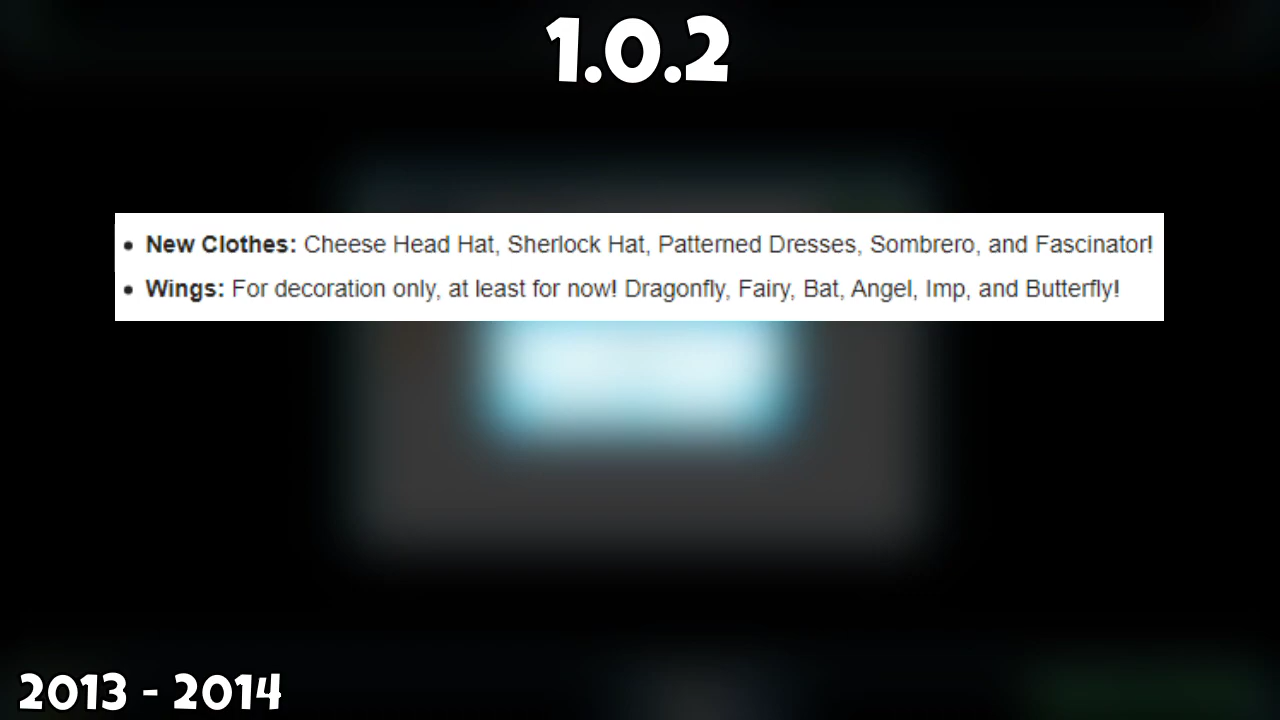 1.0.2
• New Clothes: Cheese Head Hat, Sherlock Hat, Patterned Dresses, Sombrero, and Fascinator!
• Wings: For decoration only, at least for now! Dragonfly, Fairy, Bat, Angel, Imp, and Butterfly!
2013 - 2014